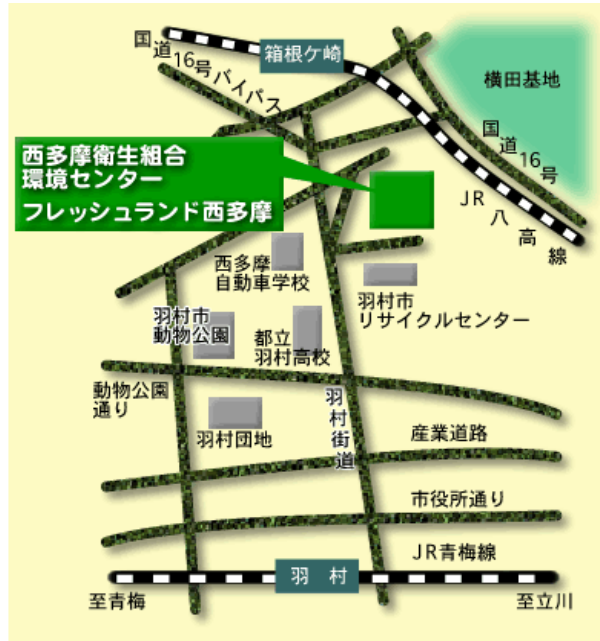 国道16号バイパス
箱根ケ崎
横田基地
国道16号
JR八高線
西多摩衛生組合
環境センター
フレッシュランド西多摩
西多摩
自動車学校
羽村市
リサイクルセンター
羽村市
動物公園
都立
羽村高校
動物公園
通り
羽村街道
羽村団地
産業道路
市役所通り
JR青梅線
羽村
至青梅
至立川